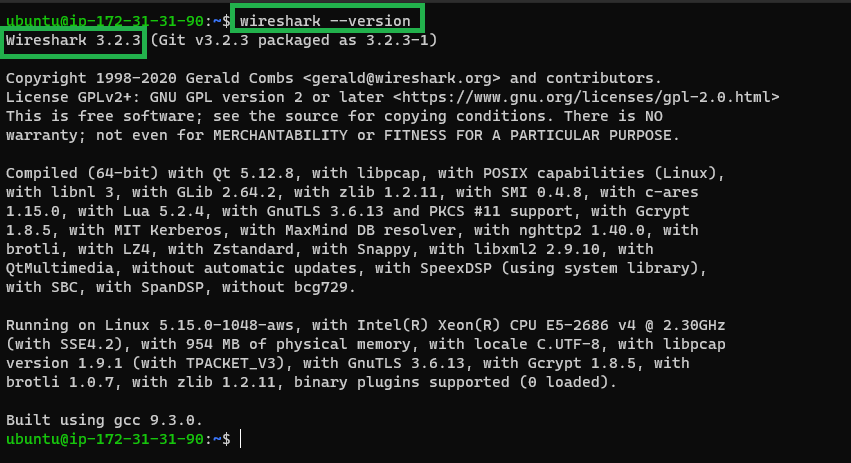 ubuntu@ip-172-31-31-90:~$ wireshark --version
Wireshark 3.2.3 (Git v3.2.3 packaged as 3.2.3-1)
Copyright 1998-2020 Gerald Combs <gerald@wireshark.org> and contributors.
License GPLv2+: GNU GPL version 2 or later <https://www.gnu.org/licenses/gpl-2.0.html>
This is free software; see the source for copying conditions. There is NO
warranty; not even for MERCHANTABILITY or FITNESS FOR A PARTICULAR PURPOSE.
Compiled (64-bit) with Qt 5.12.8, with libpcap, with POSIX capabilities (Linux),
with libnl 3, with GLib 2.64.2, with zlib 1.2.11, with SMI 0.4.8, with c-ares
1.15.0, with Lua 5.2.4, with GnuTLS 3.6.13 and PKCS #11 support, with Gcrypt
1.8.5, with MIT Kerberos, with MaxMind DB resolver, with nghttp2 1.40.0, with
brotli, with LZ4, with Zstandard, with Snappy, with libxml2 2.9.10, with
QtMultimedia, without automatic updates, with SpeexDSP (using system library),
with SBC, with SpanDSP, without bcg729.
Running on Linux 5.15.0-1048-aws, with Intel(R) Xeon(R) CPU E5-2686 v4 @ 2.30GHz
(with SSE4.2), with 954 MB of physical memory, with locale C.UTF-8, with libpcap
version 1.9.1 (with TPACKET_V3), with GnuTLS 3.6.13, with Gcrypt 1.8.5, with
brotli 1.0.7, with zlib 1.2.11, binary plugins supported (0 loaded).
Built using gcc 9.3.0.
ubuntu@ip-172-31-31-90:~$